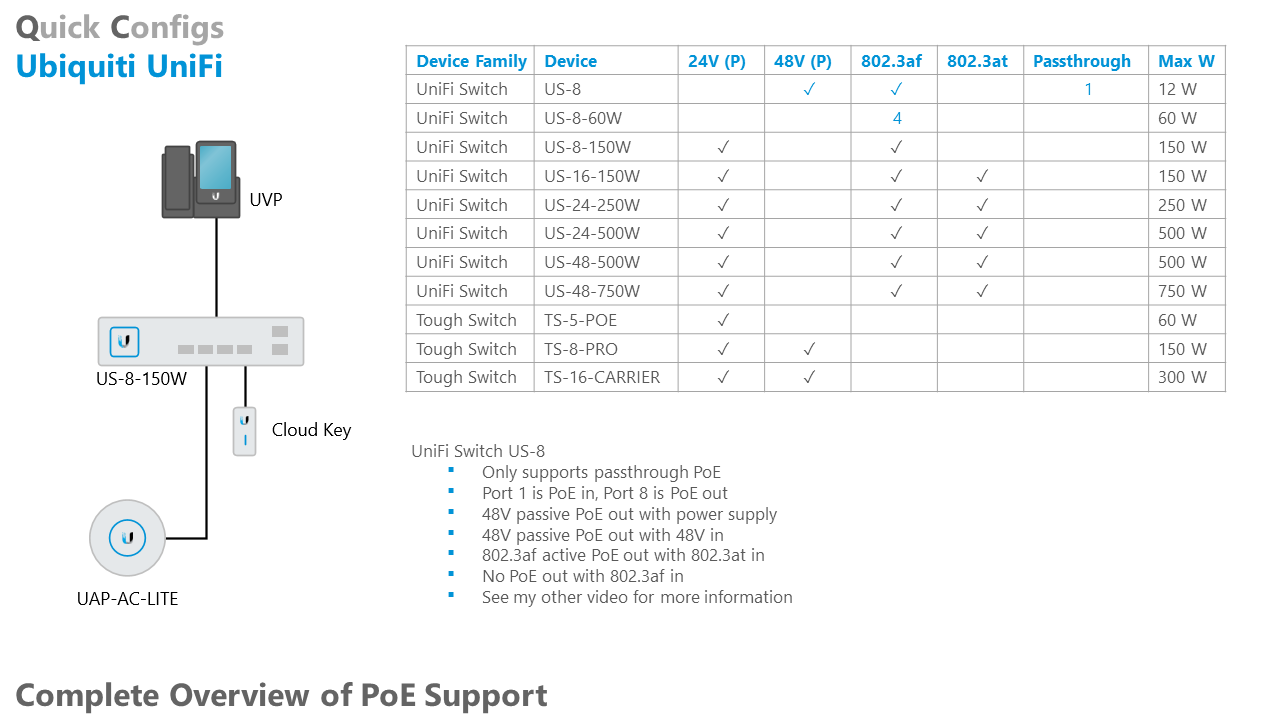 Quick Configs
Ubiquiti UniFi
Device Family Device 24V (P) 48V (P) 802.3af 802.3at Passthrough Max W
UniFi Switch US-8 ✓ ✓ 1 12 W
UniFi Switch US-8-60W 4 60 W
UniFi Switch US-8-150W ✓ ✓ 150 W
UniFi Switch US-16-150W ✓ ✓ ✓ 150 W
UniFi Switch US-24-250W ✓ ✓ ✓ 250 W
UniFi Switch US-24-500W ✓ ✓ ✓ 500 W
UniFi Switch US-48-500W ✓ ✓ ✓ 500 W
UniFi Switch US-48-750W ✓ ✓ ✓ 750 W
Tough Switch TS-5-POE ✓ 60 W
Tough Switch TS-8-PRO ✓ ✓ 150 W
Tough Switch TS-16-CARRIER ✓ ✓ 300 W
UVP
US-8-150W
Cloud Key
UAP-AC-LITE
UniFi Switch US-8
▪ Only supports passthrough PoE
▪ Port 1 is PoE in, Port 8 is PoE out
▪ 48V passive PoE out with power supply
▪ 48V passive PoE out with 48V in
▪ 802.3af active PoE out with 802.3at in
▪ No PoE out with 802.3af in
▪ See my other video for more information
Complete Overview of PoE Support